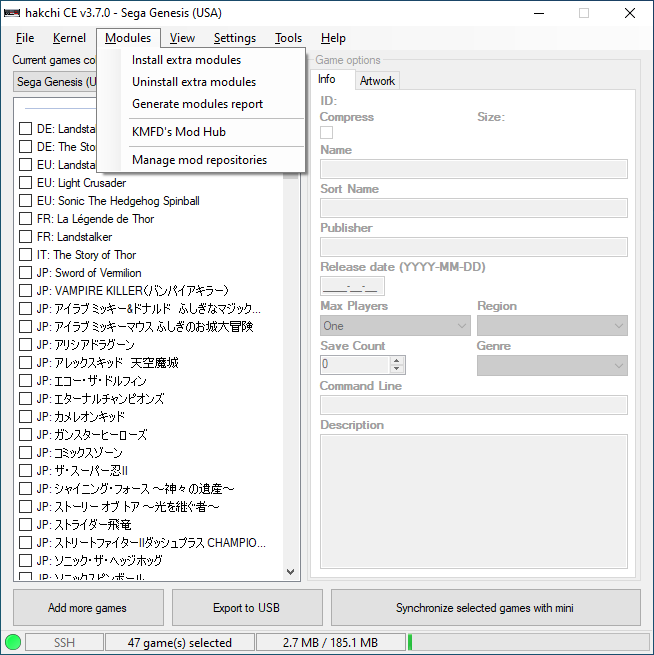 hakchi CE v3.7.0 - Sega Genesis (USA)
File Kernel Modules View Settings Tools Help
Install extra modules
Uninstall extra modules
Generate modules report
KMFD's Mod Hub
Manage mod repositories
Current games co
Sega Genesis (U
DE: Landsta
DE: The Sto
EU: Landsta
EU: Light Crusader
EU: Sonic The Hedgehog Spinball
FR: La Légende de Thor
FR: Landstalker
IT: The Story of Thor
JP: Sword of Vermilion
JP: VAMPIRE KILLER(バンパイアキラー)
JP: アイラブ ミッキー&ドナルド ふしぎなマジック...
JP: アイラブ ミッキーマウス ふしぎのお城大冒険
JP: アリシアドラグーン
JP: アレックスキッド 天空魔城
JP: エコー・ザ・ドルフィン
JP: エターナルチャンピオンズ
JP: カメレオンキッド
JP: ガンスターヒーローズ
JP: コミックスゾーン
JP: ザ・スーパー忍II
JP: シャイニング・フォース ～神々の遺産～
JP: ストーリー オブ トア ～光を継ぐ者～
JP: ストライダー飛竜
JP: ストリートファイターIIダッシュプラス CHAMPIO...
JP: ソニック・ザ・ヘッジホッグ
JP: ソニックスピンボール
Game options
Info Artwork
ID:
Compress Size:
Name
Sort Name
Publisher
Release date (YYYY-MM-DD)
____-__-__
Max Players Region
One
Save Count Genre
0
Command Line
Description
Add more games Export to USB Synchronize selected games with mini
SSH 47 game(s) selected 2.7 MB / 185.1 MB